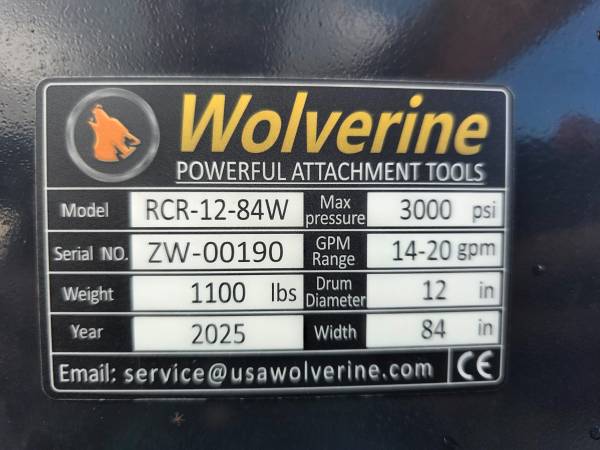 Wolverine
POWERFUL ATTACHMENT TOOLS
Model RCR-12-84W Max pressure 3000 psi
Serial NO. ZW-00190 GPM Range 14-20 gpm
Weight 1100 lbs Drum Diameter 12 in
Year 2025 Width 84 in
Email: service@usawolverine.com CE